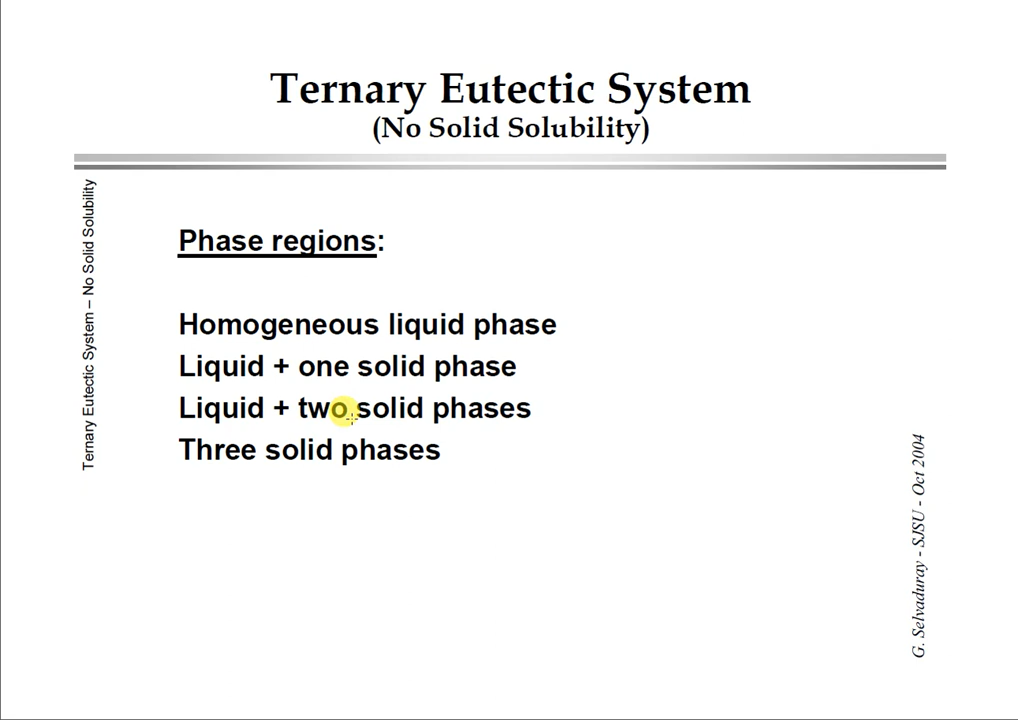 Ternary Eutectic System
(No Solid Solubility)
Ternary Eutectic System – No Solid Solubility
Phase regions:
Homogeneous liquid phase
Liquid + one solid phase
Liquid + two solid phases
Three solid phases
G. Selvaduray - SJSU - Oct 2004